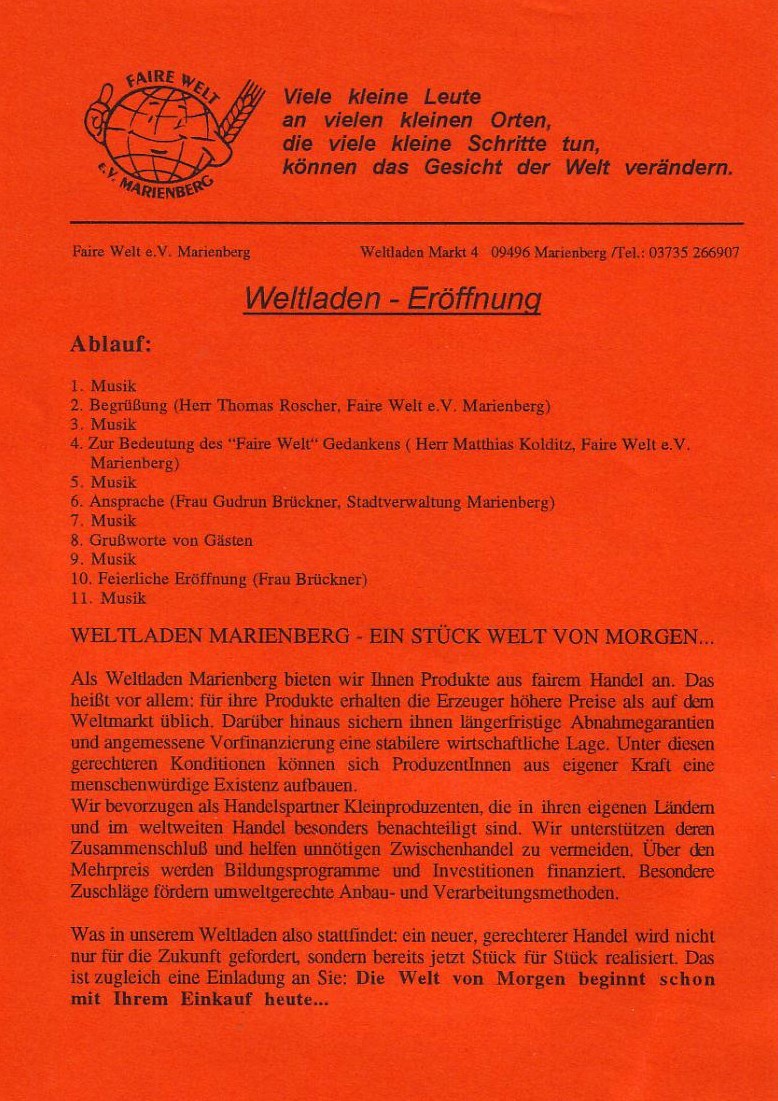 FAIRE WELT
e.V. MARIENBERG
Viele kleine Leute
an vielen kleinen Orten,
die viele kleine Schritte tun,
können das Gesicht der Welt verändern.
Faire Welt e.V. Marienberg Weltladen Markt 4 09496 Marienberg /Tel.: 03735 266907
Weltladen - Eröffnung
Ablauf:
1. Musik
2. Begrüßung (Herr Thomas Roscher, Faire Welt e.V. Marienberg)
3. Musik
4. Zur Bedeutung des "Faire Welt" Gedankens ( Herr Matthias Kolditz, Faire Welt e.V.
Marienberg)
5. Musik
6. Ansprache (Frau Gudrun Brückner, Stadtverwaltung Marienberg)
7. Musik
8. Grußworte von Gästen
9. Musik
10. Feierliche Eröffnung (Frau Brückner)
11. Musik
WELTLADEN MARIENBERG - EIN STÜCK WELT VON MORGEN...
Als Weltladen Marienberg bieten wir Ihnen Produkte aus fairem Handel an. Das
heißt vor allem: für ihre Produkte erhalten die Erzeuger höhere Preise als auf dem
Weltmarkt üblich. Darüber hinaus sichern ihnen längerfristige Abnahmegarantien
und angemessene Vorfinanzierung eine stabilere wirtschaftliche Lage. Unter diesen
gerechteren Konditionen können sich ProduzentInnen aus eigener Kraft eine
menschenwürdige Existenz aufbauen.
Wir bevorzugen als Handelspartner Kleinproduzenten, die in ihren eigenen Ländern
und im weltweiten Handel besonders benachteiligt sind. Wir unterstützen deren
Zusammenschluß und helfen unnötigen Zwischenhandel zu vermeiden. Über den
Mehrpreis werden Bildungsprogramme und Investitionen finanziert. Besondere
Zuschläge fördern umweltgerechte Anbau- und Verarbeitungsmethoden.
Was in unserem Weltladen also stattfindet: ein neuer, gerechterer Handel wird nicht
nur für die Zukunft gefordert, sondern bereits jetzt Stück für Stück realisiert. Das
ist zugleich eine Einladung an Sie: Die Welt von Morgen beginnt schon
mit Ihrem Einkauf heute...